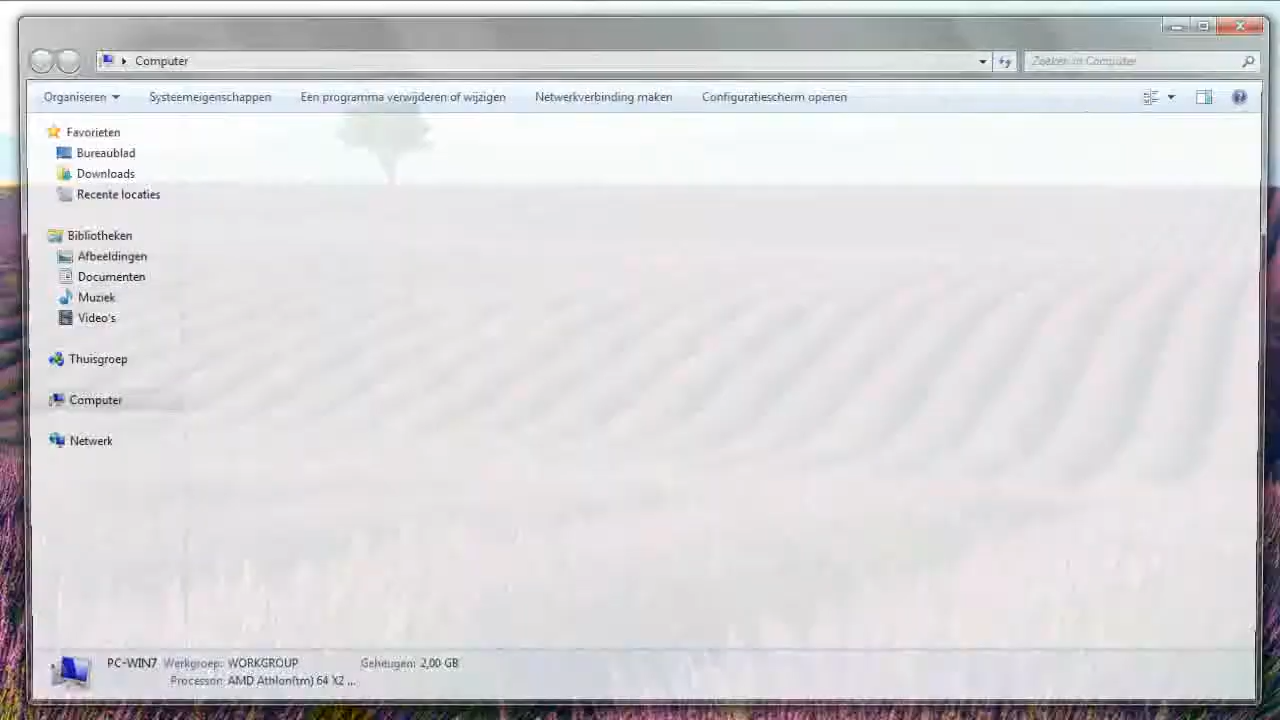 Computer
Zoeken in Computer
Organiseren Systeemeigenschappen Een programma verwijderen of wijzigen Netwerkverbinding maken Configuratiescherm openen
Favorieten
Bureaublad
Downloads
Recente locaties
Bibliotheken
Afbeeldingen
Documenten
Muziek
Video's
Thuisgroep
Computer
Netwerk
PC-WIN7 Werkgroep: WORKGROUP Geheugen: 2,00 GB
Processor: AMD Athlon(tm) 64 X2 ...